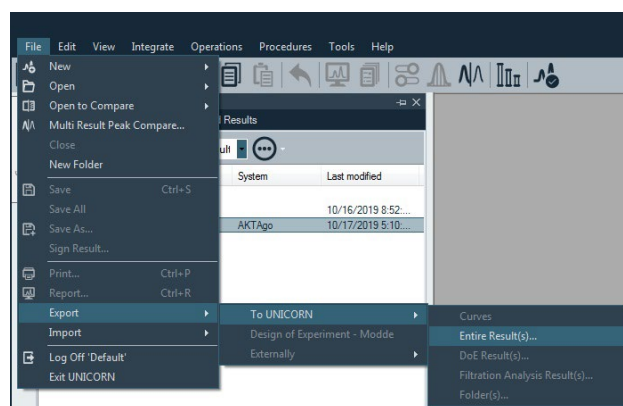 File Edit View Integrate Operations Procedures Tools Help
New
Open
Open to Compare
Multi Result Peak Compare...
Close
New Folder
Save Ctrl+S
Save All
Save As...
Sign Result...
Print... Ctrl+P
Report... Ctrl+R
Export
Import
Log Off 'Default'
Exit UNICORN
Results
System Last modified
10/16/2019 8:52:...
AKTAgo 10/17/2019 5:10:...
To UNICORN
Design of Experiment - Modde
Externally
Curves
Entire Result(s)...
DoE Result(s)...
Filtration Analysis Result(s)...
Folder(s)...